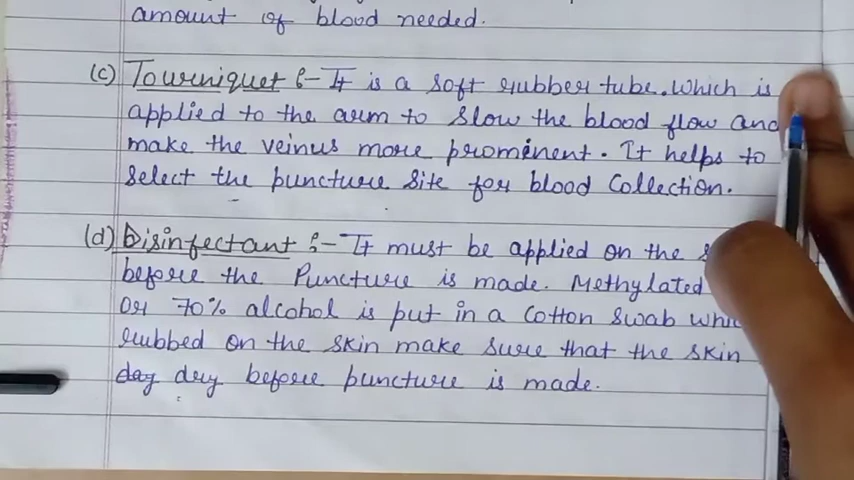 amount of blood needed.
(c) Tourniquet :- It is a soft rubber tube. Which is
applied to the arm to slow the blood flow and
make the veinus more prominent. It helps to
select the puncture site for blood collection.
(d) Disinfectant :- It must be applied on the
before the Puncture is made. Methylated
or 70% alcohol is put in a cotton swab
rubbed on the skin make sure that the skin
day dry before puncture is made.